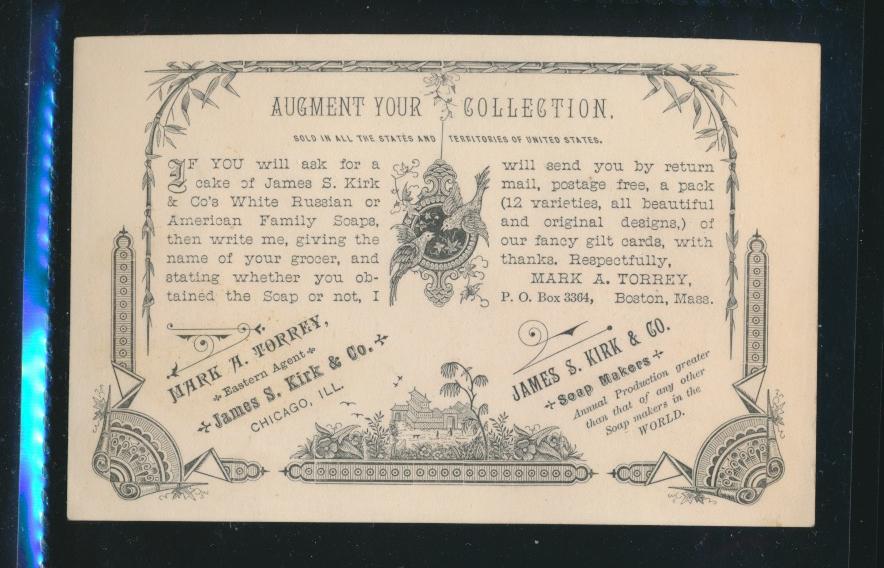 AUGMENT YOUR COLLECTION.
SOLD IN ALL THE STATES AND TERRITORIES OF UNITED STATES.
IF YOU will ask for a
cake of James S. Kirk
& Co's White Russian or
American Family Soaps,
then write me, giving the
name of your grocer, and
stating whether you ob-
tained the Soap or not, I
will send you by return
mail, postage free, a pack
(12 varieties, all beautiful
and original designs,) of
our fancy gilt cards, with
thanks. Respectfully,
MARK A. TORREY,
P. O. Box 3364, Boston, Mass.
MARK A. TORREY,
Eastern Agent
James S. Kirk & Co.
CHICAGO, ILL.
JAMES S. KIRK & CO.
Soap Makers
Annual Production greater
than that of any other
Soap makers in the
WORLD.